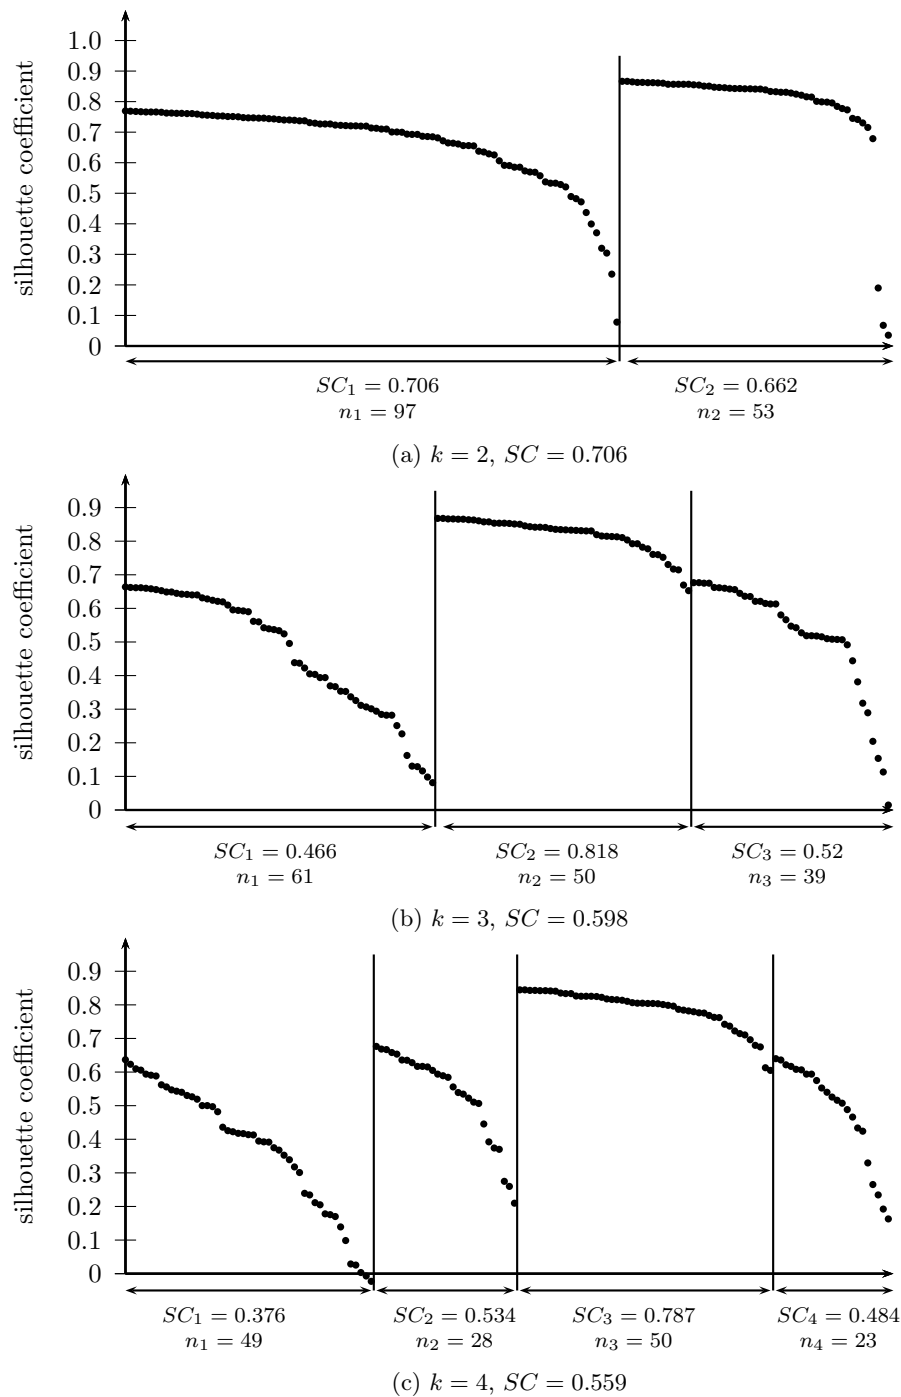 silhouette coefficient
1.0
0.9
0.8
0.7
0.6
0.5
0.4
0.3
0.2
0.1
0
SC₁ = 0.706 SC₂ = 0.662
n₁ = 97 n₂ = 53
(a) k = 2, SC = 0.706
silhouette coefficient
0.9
0.8
0.7
0.6
0.5
0.4
0.3
0.2
0.1
0
SC₁ = 0.466 SC₂ = 0.818 SC₃ = 0.52
n₁ = 61 n₂ = 50 n₃ = 39
(b) k = 3, SC = 0.598
silhouette coefficient
0.9
0.8
0.7
0.6
0.5
0.4
0.3
0.2
0.1
0
SC₁ = 0.376 SC₂ = 0.534 SC₃ = 0.787 SC₄ = 0.484
n₁ = 49 n₂ = 28 n₃ = 50 n₄ = 23
(c) k = 4, SC = 0.559